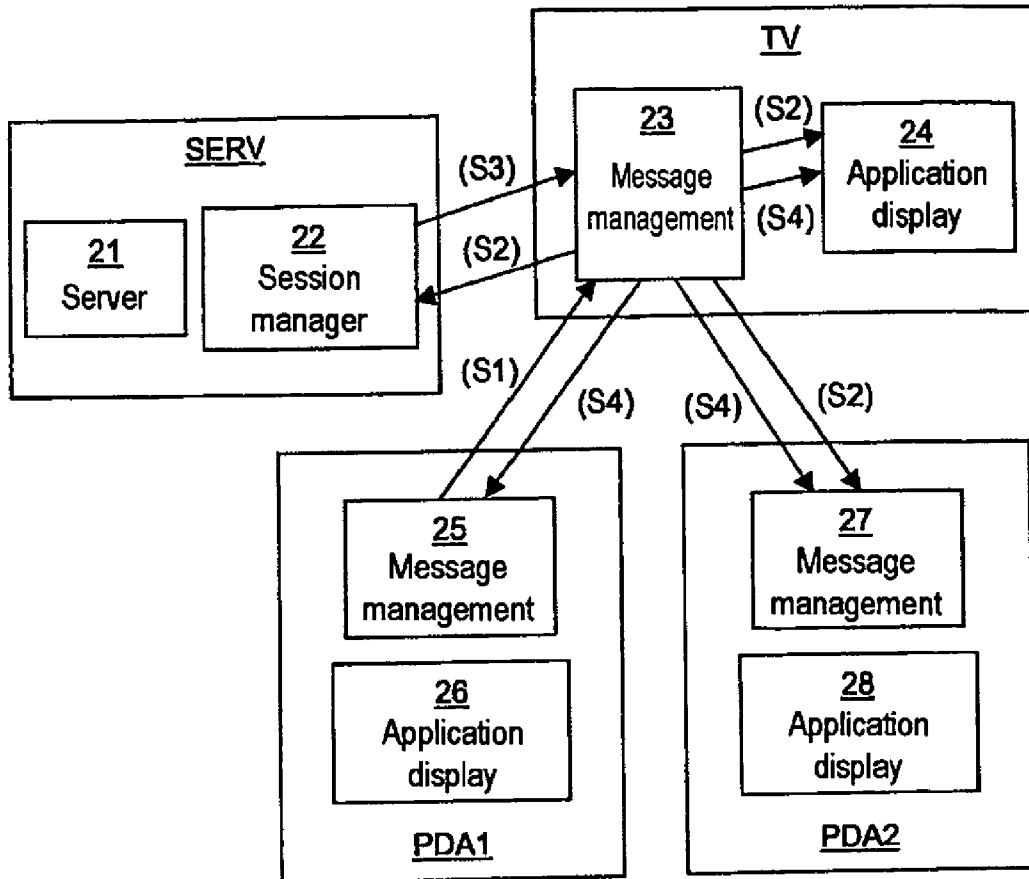 TV
23
Message
management
(S2)
(S4)
24
Application
display
SERV
21
Server
22
Session
manager
(S3)
(S2)
(S1)
(S4)
(S4)
(S2)
25
Message
management
26
Application
display
PDA1
27
Message
management
28
Application
display
PDA2